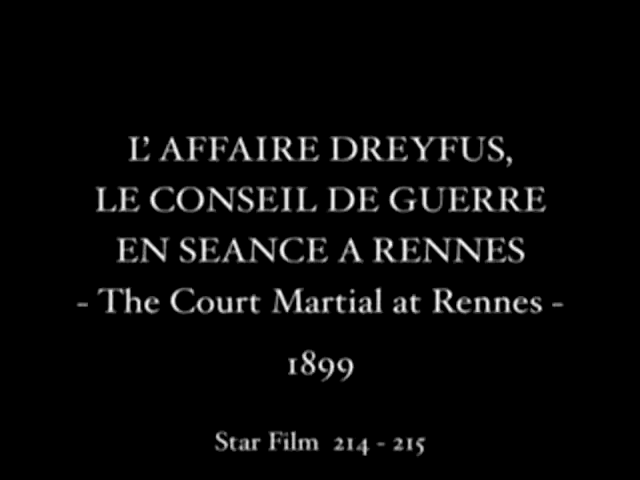 L’ AFFAIRE DREYFUS,
LE CONSEIL DE GUERRE
EN SEANCE A RENNES
- The Court Martial at Rennes -
1899
Star Film 214 - 215